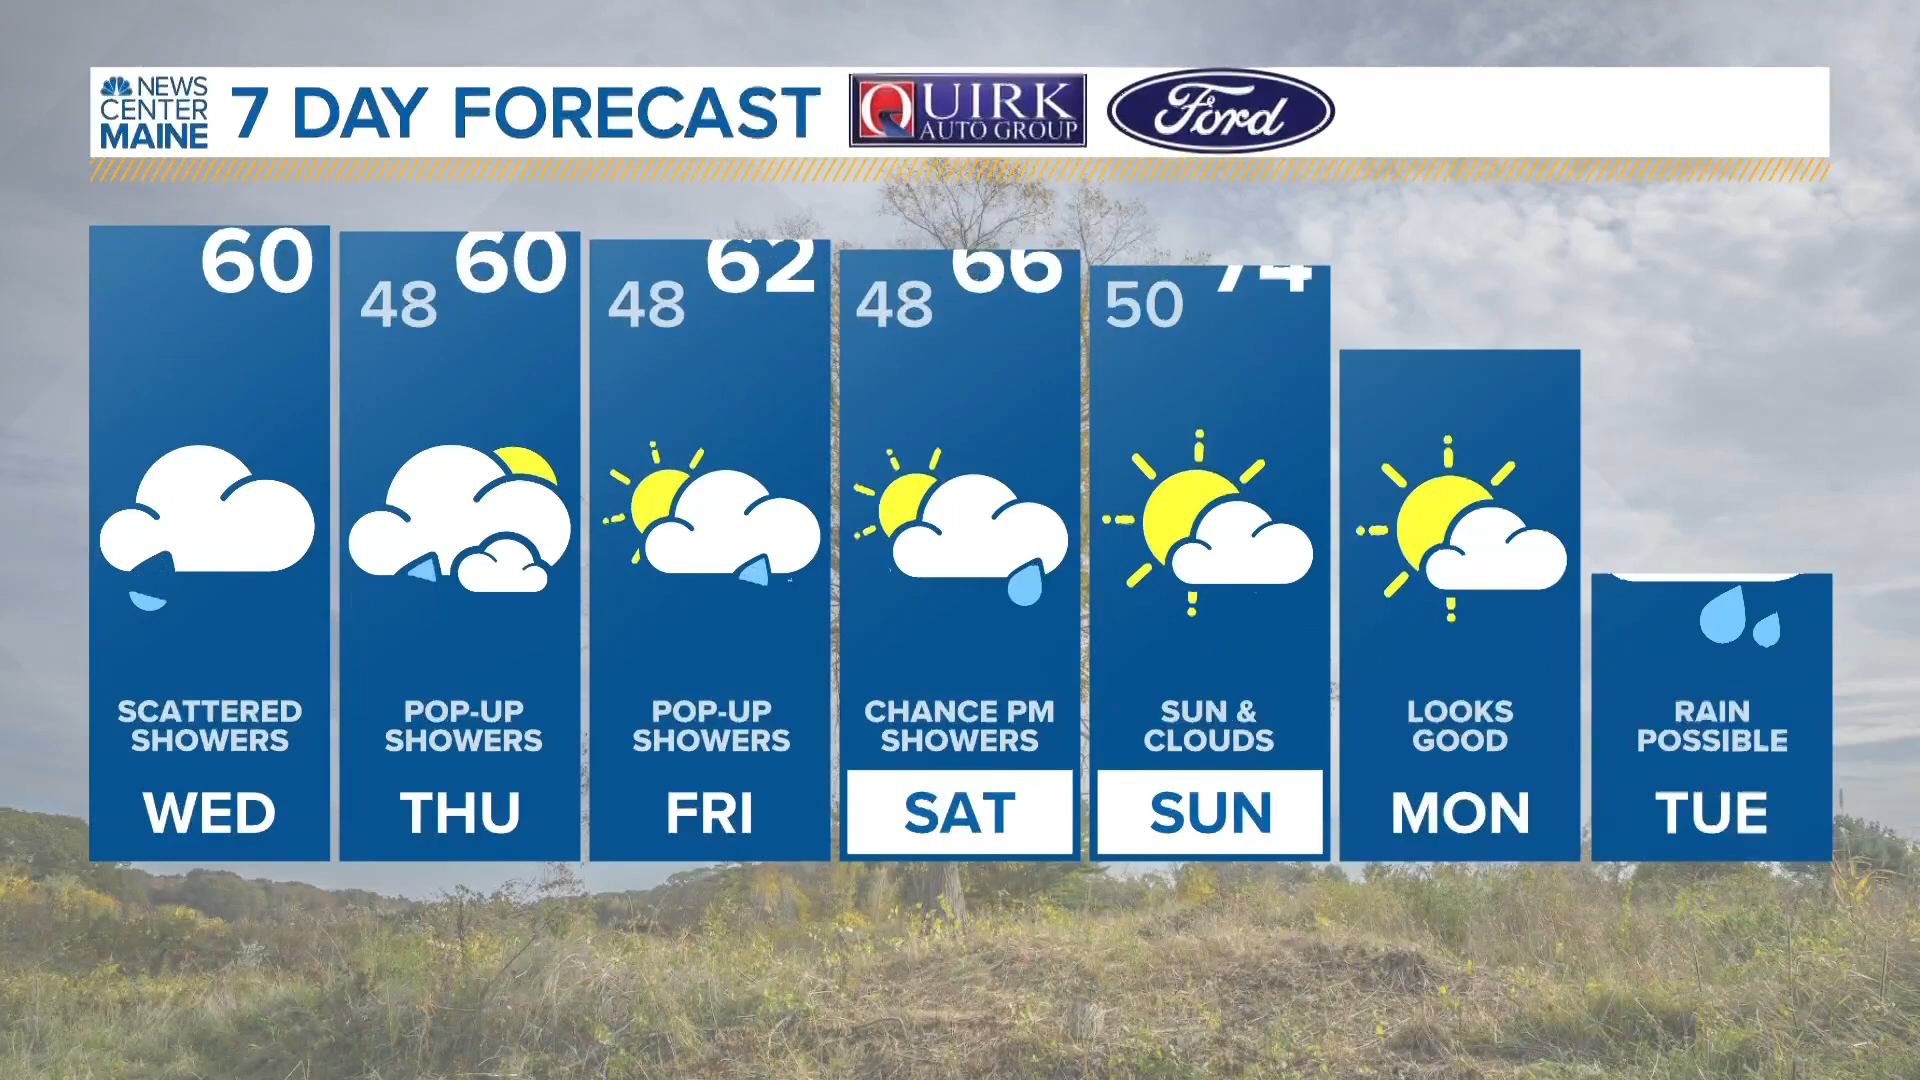 NEWS
CENTER
MAINE
7 DAY FORECAST
QUIRK
AUTO GROUP
Ford
60
48 60
48 62
48 66
50 74
SCATTERED
SHOWERS
WED
POP-UP
SHOWERS
THU
POP-UP
SHOWERS
FRI
CHANCE PM
SHOWERS
SAT
SUN &
CLOUDS
SUN
LOOKS
GOOD
MON
RAIN
POSSIBLE
TUE